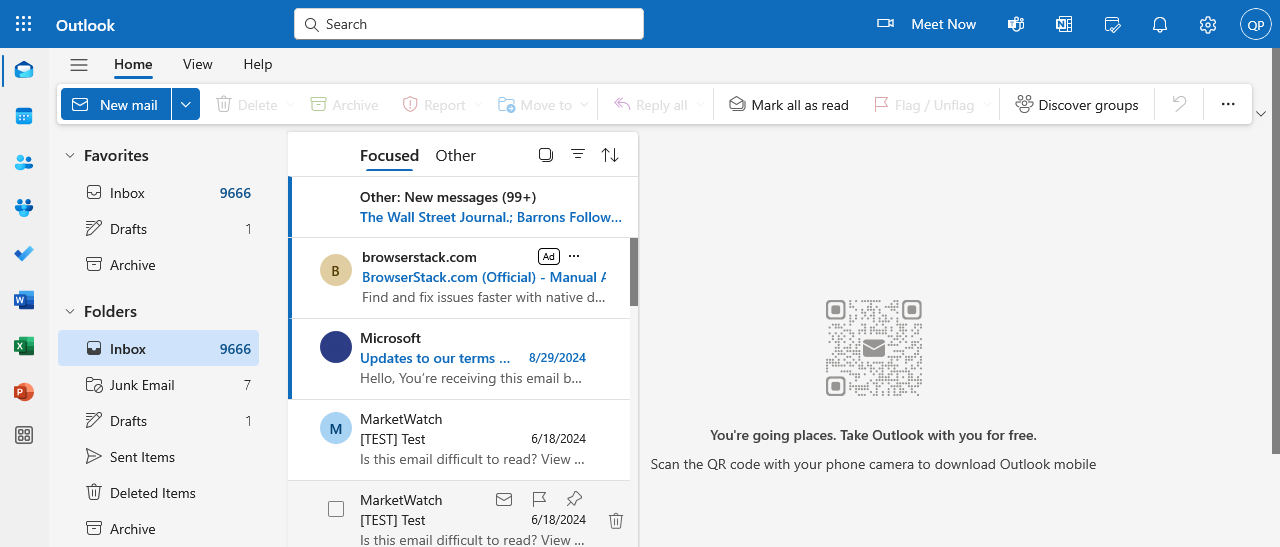 Outlook
Search
Meet Now
QP
Home
View
Help
New mail
Delete
Archive
Report
Move to
Reply all
Mark all as read
Flag / Unflag
Discover groups
Favorites
Inbox 9666
Drafts 1
Archive
Folders
Inbox 9666
Junk Email 7
Drafts 1
Sent Items
Deleted Items
Archive
Focused
Other
Other: New messages (99+)
The Wall Street Journal.; Barrons Follow...
B
browserstack.com
Ad
BrowserStack.com (Official) - Manual A
Find and fix issues faster with native d...
Microsoft
Updates to our terms ... 8/29/2024
Hello, You're receiving this email b...
M
MarketWatch
[TEST] Test 6/18/2024
Is this email difficult to read? View ...
MarketWatch
[TEST] Test 6/18/2024
Is this email difficult to read? View ...
You're going places. Take Outlook with you for free.
Scan the QR code with your phone camera to download Outlook mobile